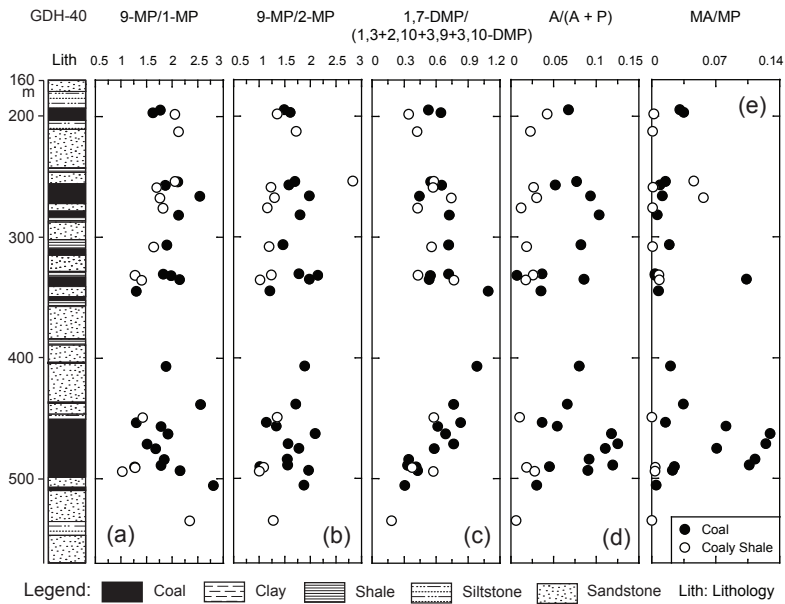 GDH-40 9-MP/1-MP 9-MP/2-MP 1,7-DMP/ A/(A + P) MA/MP
(1,3+2,10+3,9+3,10-DMP)
Lith 0.5 1 1.5 2 2.5 3 0.5 1 1.5 2 2.5 3 0 0.3 0.6 0.9 1.2 0 0.05 0.1 0.15 0 0.07 0.14
160
m
200
300
400
500
(a) (b) (c) (d) (e)
Coal
Coaly Shale
Legend: Coal Clay Shale Siltstone Sandstone Lith: Lithology